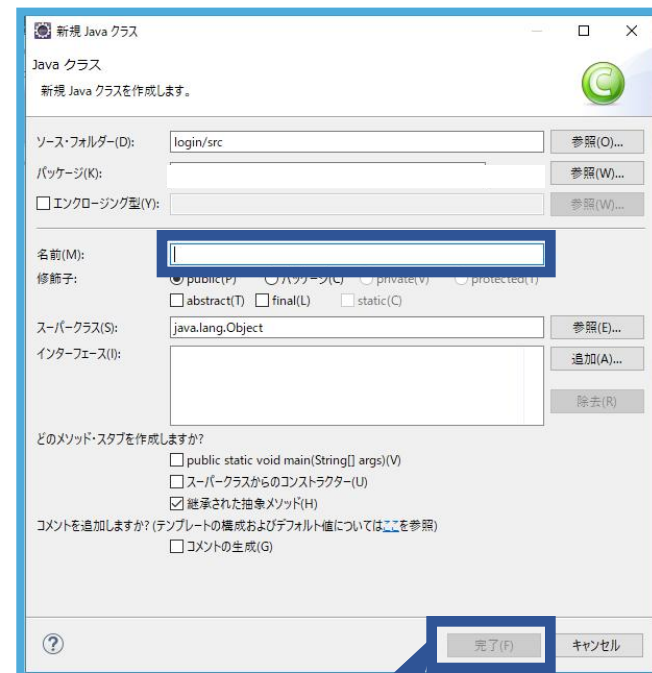 新規 Java クラス
Java クラス
新規 Java クラスを作成します。
ソース・フォルダー(D): login/src 参照(O)...
パッケージ(K): 参照(W)...
エンクロージング型(Y): 参照(W)...
名前(M):
修飾子: public(P) パッケージ(C) private(V) protected(T)
abstract(T) final(L) static(C)
スーパークラス(S): java.lang.Object 参照(E)...
インターフェース(I): 追加(A)...
除去(R)
どのメソッド・スタブを作成しますか?
public static void main(String[] args)(V)
スーパークラスからのコンストラクター(U)
継承された抽象メソッド(H)
コメントを追加しますか? (テンプレートの構成およびデフォルト値についてはここを参照)
コメントの生成(G)
完了(F) キャンセル